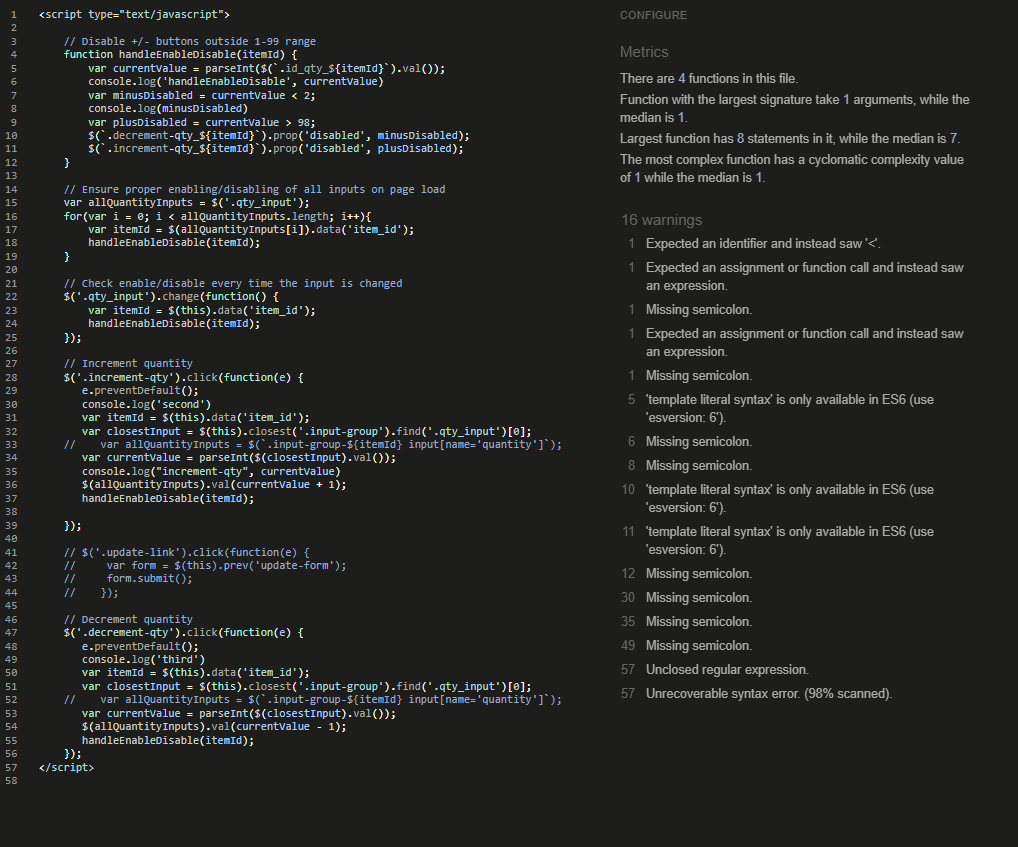 1 <script type="text/javascript">
2
3 // Disable +/- buttons outside 1-99 range
4 function handleEnableDisable(itemId) {
5 var currentValue = parseInt($(`.id_qty_${itemId}`).val());
6 console.log('handleEnableDisable', currentValue)
7 var minusDisabled = currentValue < 2;
8 console.log(minusDisabled)
9 var plusDisabled = currentValue > 98;
10 $(`.decrement-qty_${itemId}`).prop('disabled', minusDisabled);
11 $(`.increment-qty_${itemId}`).prop('disabled', plusDisabled);
12 }
13
14 // Ensure proper enabling/disabling of all inputs on page load
15 var allQuantityInputs = $('.qty_input');
16 for(var i = 0; i < allQuantityInputs.length; i++){
17 var itemId = $(allQuantityInputs[i]).data('item_id');
18 handleEnableDisable(itemId);
19 }
20
21 // Check enable/disable every time the input is changed
22 $('.qty_input').change(function() {
23 var itemId = $(this).data('item_id');
24 handleEnableDisable(itemId);
25 });
26
27 // Increment quantity
28 $('.increment-qty').click(function(e) {
29 e.preventDefault();
30 console.log('second')
31 var itemId = $(this).data('item_id');
32 var closestInput = $(this).closest('.input-group').find('.qty_input')[0];
33 // var allQuantityInputs = $(`.input-group-${itemId} input[name='quantity']`);
34 var currentValue = parseInt($(closestInput).val());
35 console.log("increment-qty", currentValue)
36 $(allQuantityInputs).val(currentValue + 1);
37 handleEnableDisable(itemId);
38
39 });
40
41 // $('.update-link').click(function(e) {
42 // var form = $(this).prev('update-form');
43 // form.submit();
44 // });
45
46 // Decrement quantity
47 $('.decrement-qty').click(function(e) {
48 e.preventDefault();
49 console.log('third')
50 var itemId = $(this).data('item_id');
51 var closestInput = $(this).closest('.input-group').find('.qty_input')[0];
52 // var allQuantityInputs = $(`.input-group-${itemId} input[name='quantity']`);
53 var currentValue = parseInt($(closestInput).val());
54 $(allQuantityInputs).val(currentValue - 1);
55 handleEnableDisable(itemId);
56 });
57 </script>
58
CONFIGURE
Metrics
There are 4 functions in this file.
Function with the largest signature take 1 arguments, while the
median is 1.
Largest function has 8 statements in it, while the median is 7.
The most complex function has a cyclomatic complexity value
of 1 while the median is 1.
16 warnings
1 Expected an identifier and instead saw '<'.
1 Expected an assignment or function call and instead saw
an expression.
1 Missing semicolon.
1 Expected an assignment or function call and instead saw
an expression.
1 Missing semicolon.
5 'template literal syntax' is only available in ES6 (use
'esversion: 6').
6 Missing semicolon.
8 Missing semicolon.
10 'template literal syntax' is only available in ES6 (use
'esversion: 6').
11 'template literal syntax' is only available in ES6 (use
'esversion: 6').
12 Missing semicolon.
30 Missing semicolon.
35 Missing semicolon.
49 Missing semicolon.
57 Unclosed regular expression.
57 Unrecoverable syntax error. (98% scanned).